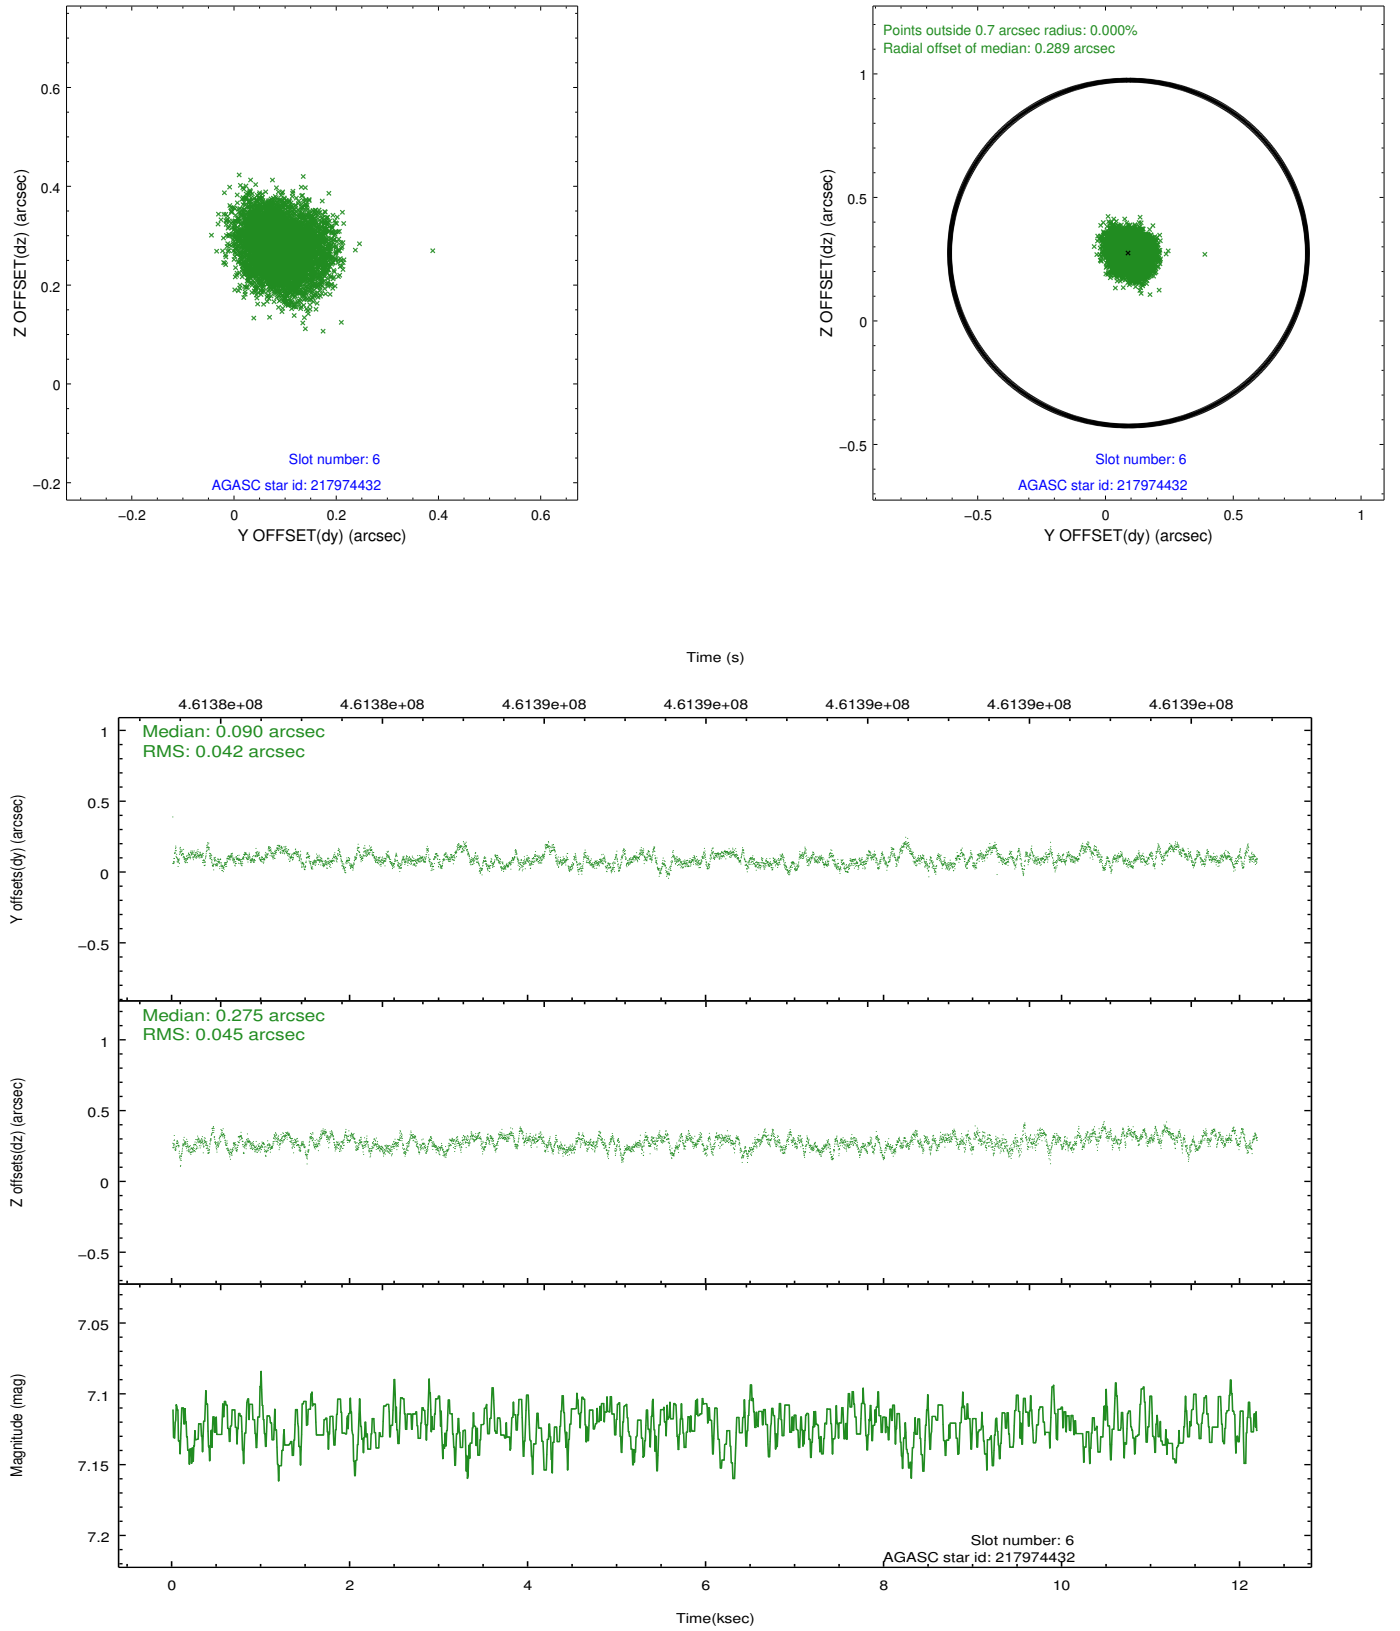 0.6
0.4
0.2
0
−0.2
Z OFFSET(dz) (arcsec)
Slot number: 6
AGASC star id: 217974432
−0.2 0 0.2 0.4 0.6
Y OFFSET(dy) (arcsec)
Points outside 0.7 arcsec radius: 0.000%
Radial offset of median: 0.289 arcsec
1
0.5
0
−0.5
Z OFFSET(dz) (arcsec)
Slot number: 6
AGASC star id: 217974432
−0.5 0 0.5 1
Y OFFSET(dy) (arcsec)
Time (s)
4.6138e+08 4.6138e+08 4.6139e+08 4.6139e+08 4.6139e+08 4.6139e+08 4.6139e+08
Median: 0.090 arcsec
RMS: 0.042 arcsec
1
0.5
0
−0.5
Y offsets(dy) (arcsec)
Median: 0.275 arcsec
RMS: 0.045 arcsec
1
0.5
0
−0.5
Z offsets(dz) (arcsec)
7.05
7.1
7.15
7.2
Magnitude (mag)
Slot number: 6
AGASC star id: 217974432
0 2 4 6 8 10 12
Time(ksec)